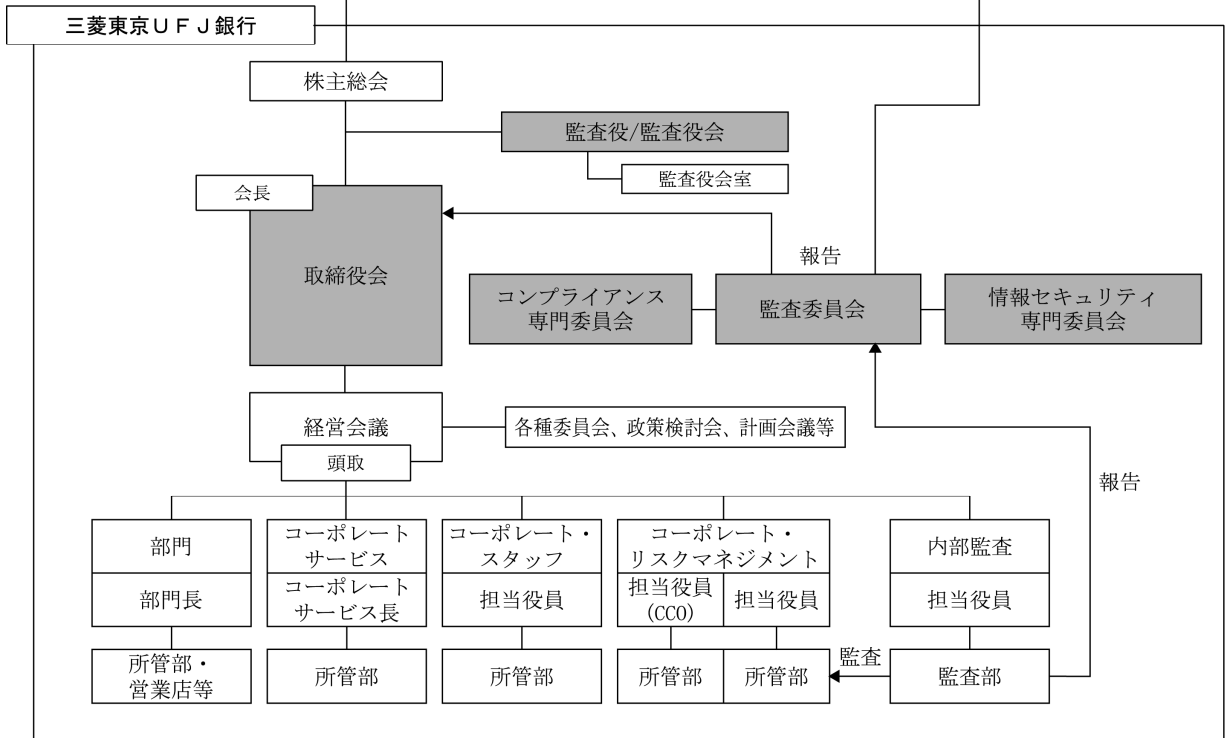 三菱東京ＵＦＪ銀行
株主総会
監査役/監査役会
監査役会室
会長
取締役会
報告
コンプライアンス
専門委員会
監査委員会
情報セキュリティ
専門委員会
経営会議
頭取
各種委員会、政策検討会、計画会議等
報告
部門
部門長
所管部・
営業店等
コーポレート
サービス
コーポレート
サービス長
所管部
コーポレート・
スタッフ
担当役員
所管部
コーポレート・
リスクマネジメント
担当役員
(CCO)
担当役員
所管部
所管部
監査
内部監査
担当役員
監査部